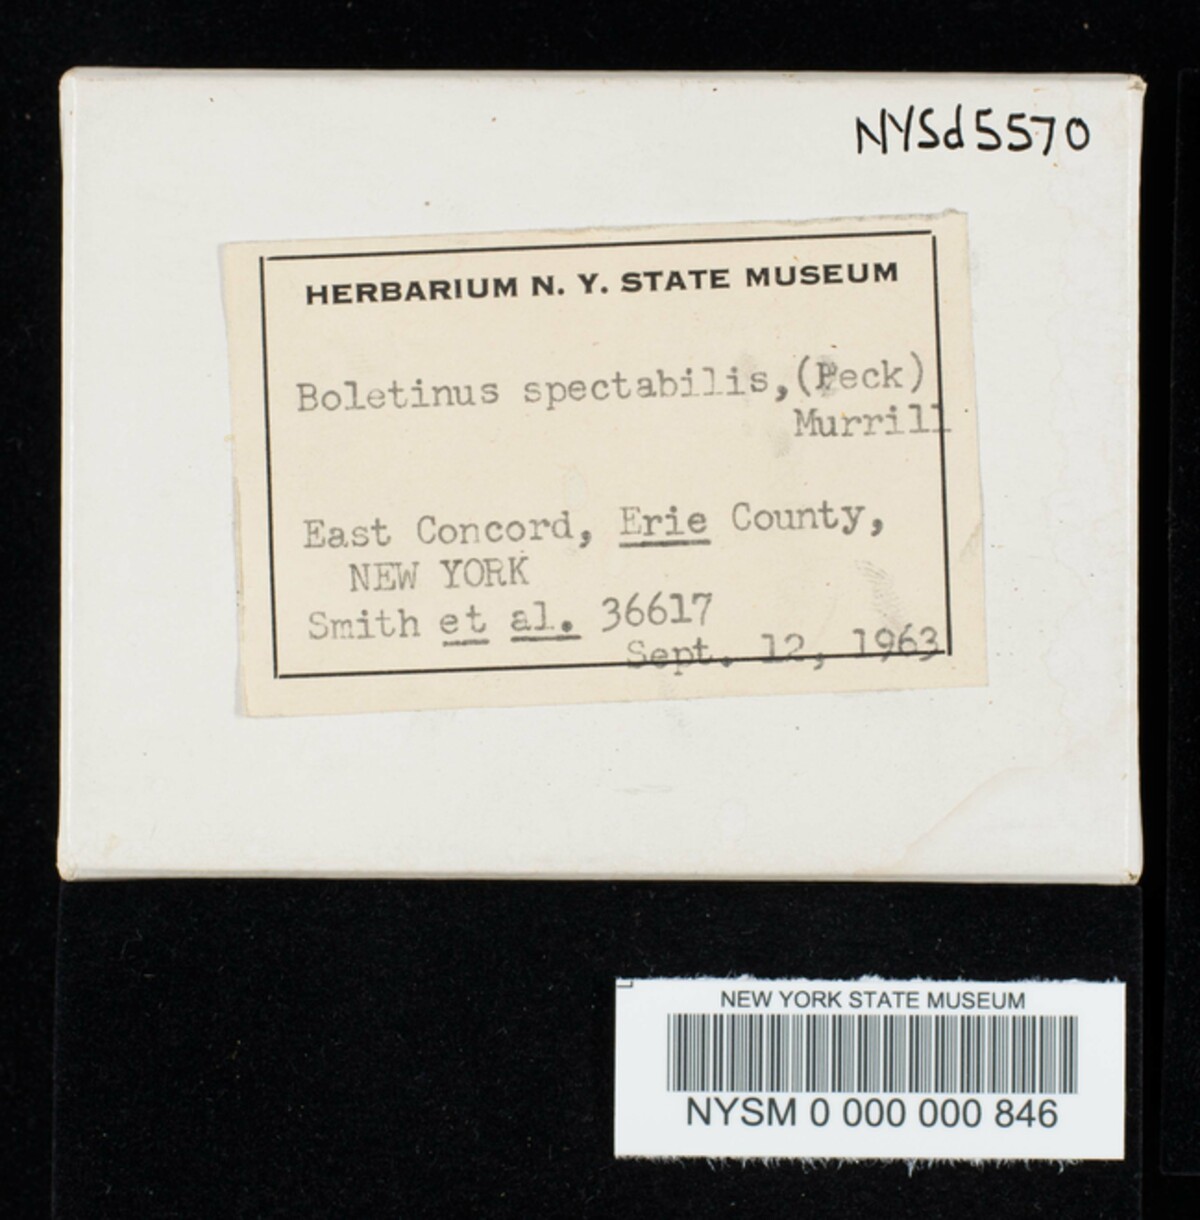 NYSd5570
HERBARIUM N. Y. STATE MUSEUM
Boletinus spectabilis, (Peck)
Murrill
East Concord, Erie County,
NEW YORK
Smith et al. 36617
Sept. 12, 1963
NEW YORK STATE MUSEUM
NYSM 0 000 000 846